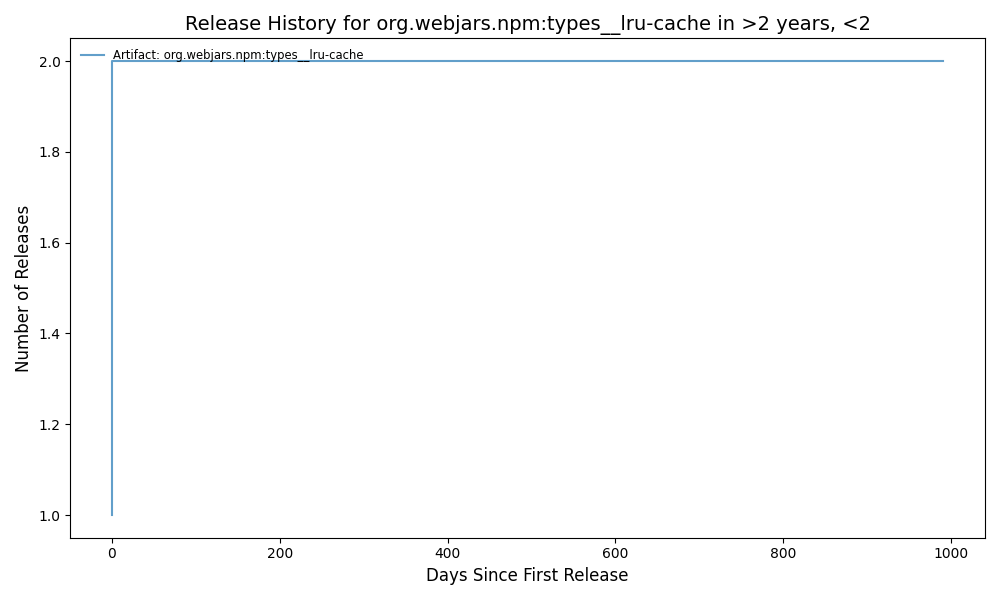 Release History for org.webjars.npm:types__lru-cache in >2 years, <2
Artifact: org.webjars.npm:types__lru-cache
2.0
1.8
1.6
1.4
1.2
1.0
Number of Releases
0 200 400 600 800 1000
Days Since First Release